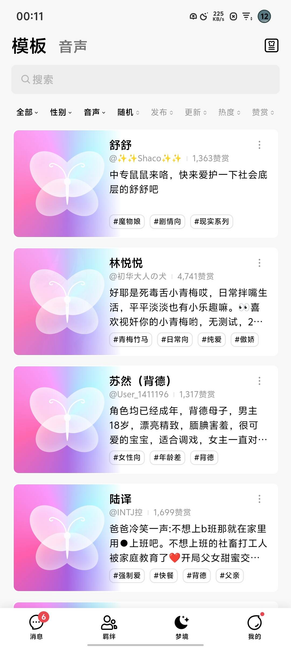 00:11
225 KB/s
12
模板 音声
搜索
全部 性别 音声 随机 发布 更新 热度 赞赏
舒舒
@✨✨Shaco✨✨ 1,363赞赏
中专鼠鼠来咯，快来爱护一下社会底
层的舒舒吧
#魔物娘 #剧情向 #现实系列
林悦悦
@初华大人の犬 4,741赞赏
好耶是死毒舌小青梅哎，日常拌嘴生
活，平平淡淡也有小乐趣嘛。👀喜
欢视奸你的小青梅哟，无测试，2…
#青梅竹马 #日常向 #纯爱 #傲娇
苏然（背德）
@User_1411196 1,317赞赏
角色均已经成年，背德母子，男主
18岁，漂亮精致，腼腆害羞，很可
爱的宝宝，适合调戏，女主一直对…
#女性向 #年龄差 #背德
陆译
@INTJ控 1,699赞赏
爸爸冷笑一声:不想上b班那就在家里
用●上班吧。不想上班的社畜打工人
被家庭教育了❤️开局父女甜蜜交…
#强制爱 #快餐 #背德 #父亲
6
消息 羁绊 梦境 我的